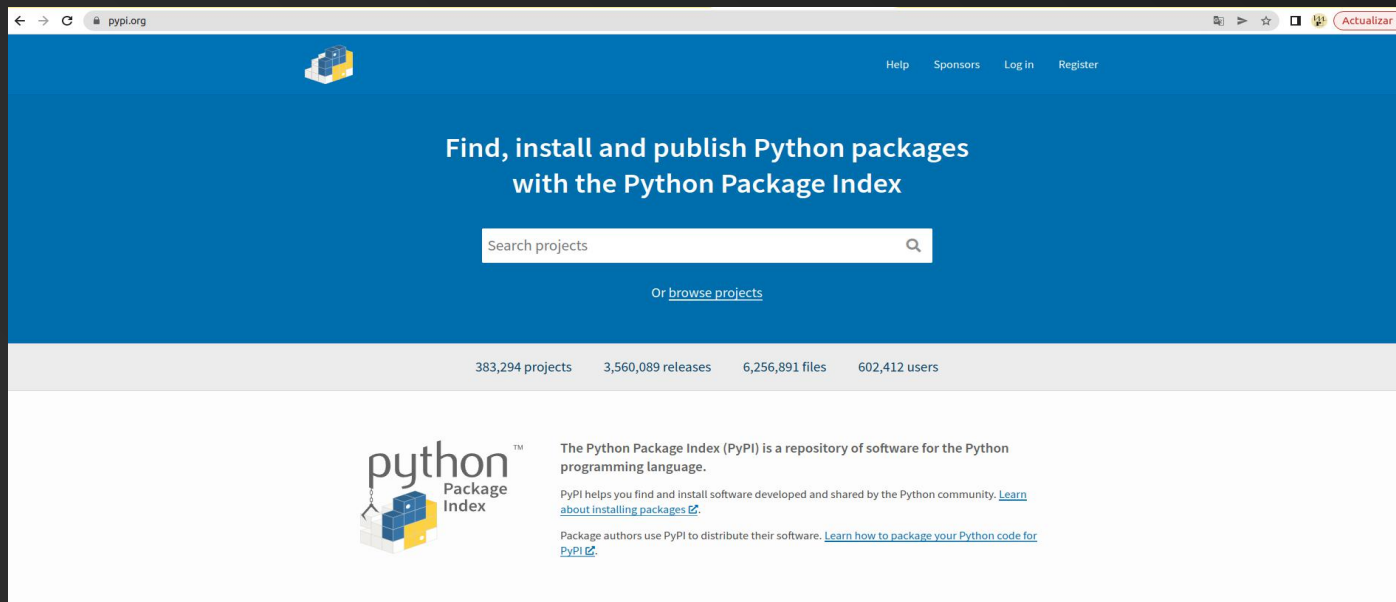 pypi.org
Actualizar
Help Sponsors Log in Register
Find, install and publish Python packages
with the Python Package Index
Search projects
Or browse projects
383,294 projects 3,560,089 releases 6,256,891 files 602,412 users
python™
Package
Index
The Python Package Index (PyPI) is a repository of software for the Python
programming language.
PyPI helps you find and install software developed and shared by the Python community. Learn
about installing packages.
Package authors use PyPI to distribute their software. Learn how to package your Python code for
PyPI.